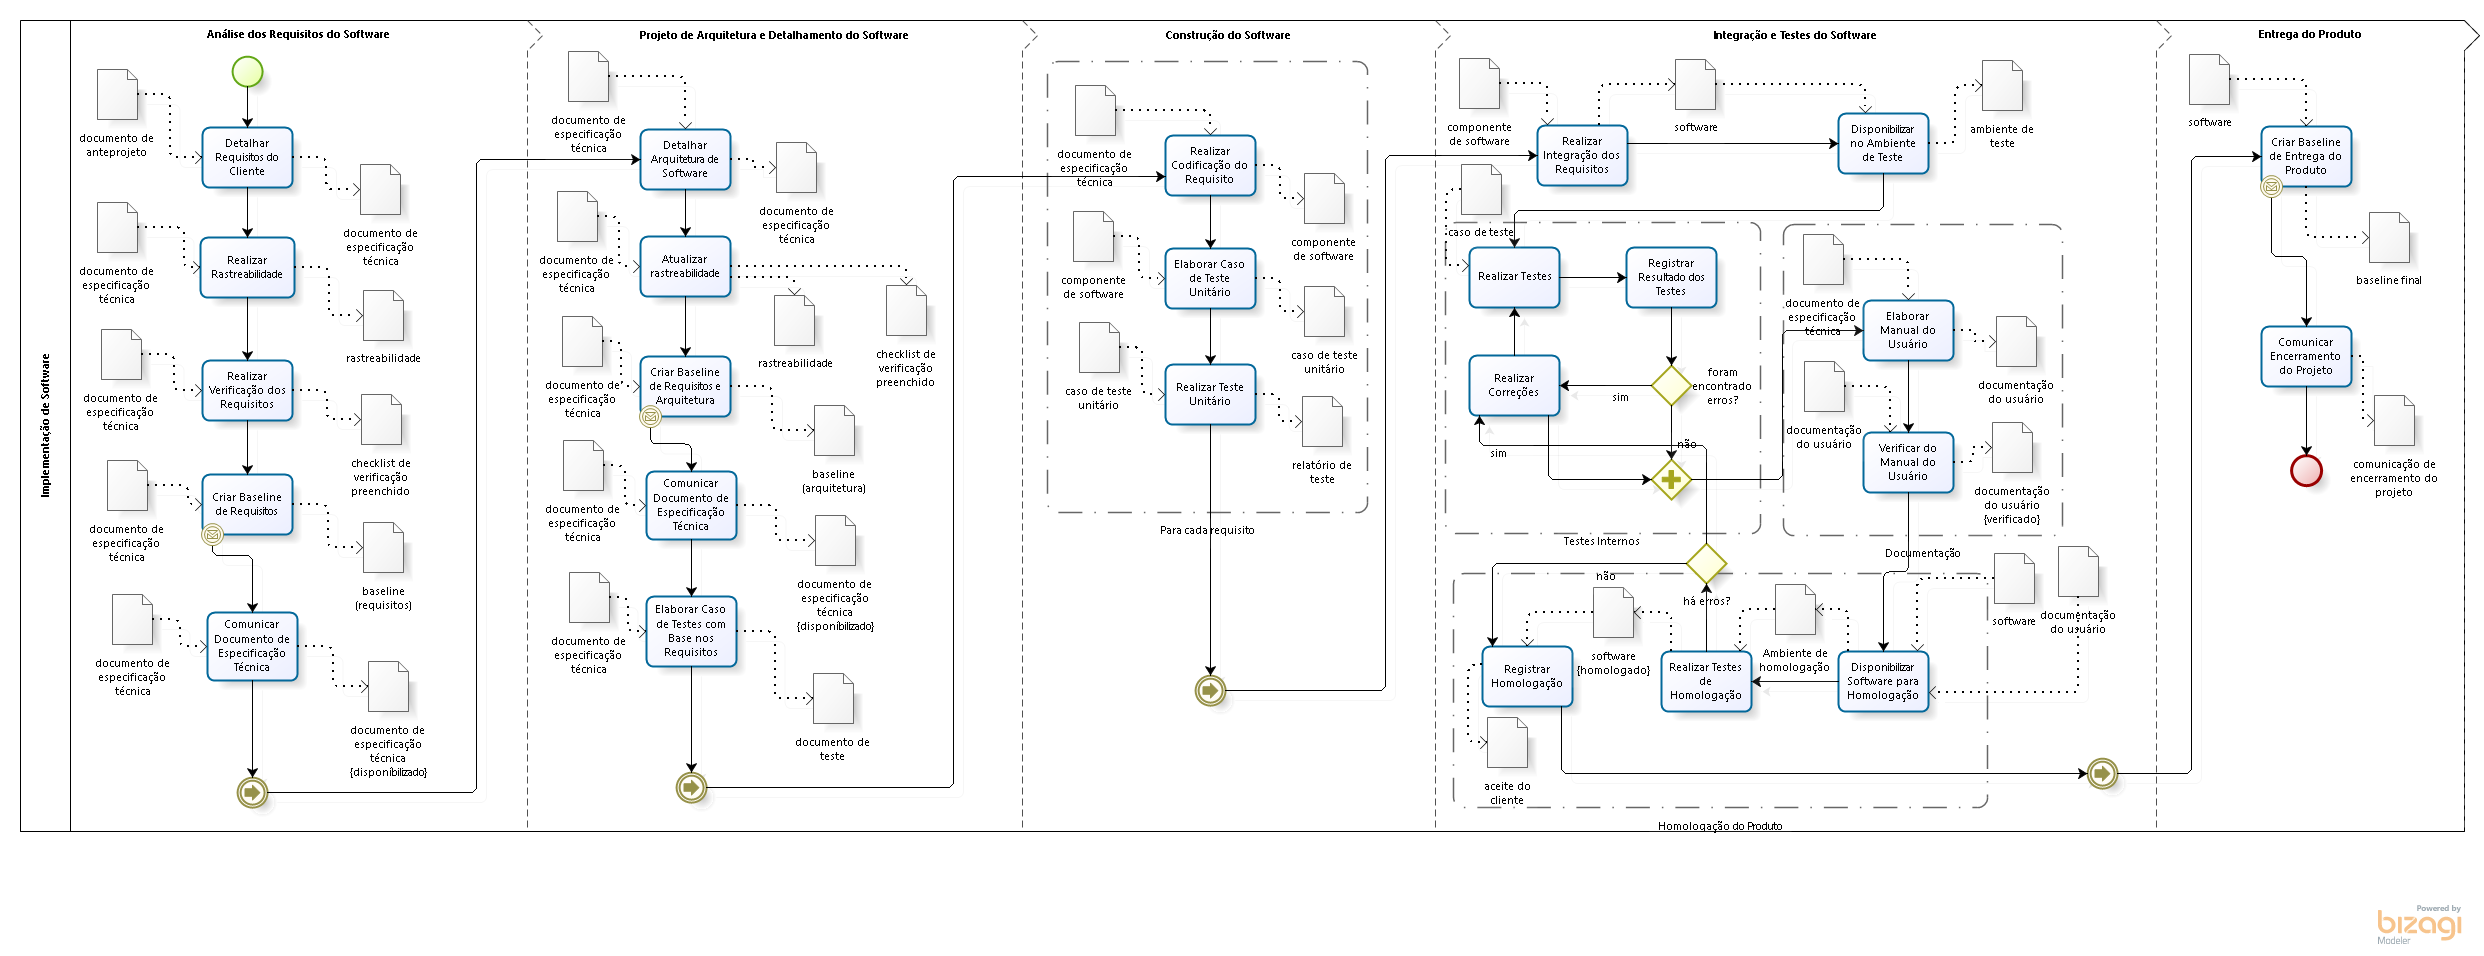 Implementação de Software
Análise dos Requisitos do Software
documento de
anteprojeto
Detalhar
Requisitos do
Cliente
documento de
especificação
técnica
documento de
especificação
técnica
Realizar
Rastreabilidade
rastreabilidade
documento de
especificação
técnica
Realizar
Verificação dos
Requisitos
checklist de
verificação
preenchido
documento de
especificação
técnica
Criar Baseline
de Requisitos
baseline
(requisitos)
documento de
especificação
técnica
Comunicar
Documento de
Especificação
Técnica
documento de
especificação
técnica
{disponíbilizado}
Projeto de Arquitetura e Detalhamento do Software
documento de
especificação
técnica
Detalhar
Arquitetura de
Software
documento de
especificação
técnica
documento de
especificação
técnica
Atualizar
rastreabilidade
rastreabilidade
checklist de
verificação
preenchido
documento de
especificação
técnica
Criar Baseline
de Requisitos e
Arquitetura
baseline
(arquitetura)
documento de
especificação
técnica
Comunicar
Documento de
Especificação
Técnica
documento de
especificação
técnica
{disponíbilizado}
documento de
especificação
técnica
Elaborar Caso
de Testes com
Base nos
Requisitos
documento de
teste
Construção do Software
documento de
especificação
técnica
Realizar
Codificação do
Requisito
componente
de software
componente
de software
Elaborar Caso
de Teste
Unitário
caso de teste
unitário
caso de teste
unitário
Realizar Teste
Unitário
relatório de
teste
Para cada requisito
Integração e Testes do Software
componente
de software
Realizar
Integração dos
Requisitos
software
Disponibilizar
no Ambiente
de Teste
ambiente de
teste
caso de teste
Realizar Testes
Registrar
Resultado dos
Testes
Realizar
Correções
sim
foram
encontrado
erros?
não
sim
Testes Internos
documento de
especificação
técnica
Elaborar
Manual do
Usuário
documentação
do usuário
documentação
do usuário
Verificar do
Manual do
Usuário
documentação
do usuário
{verificado}
Documentação
não
há erros?
software
documentação
do usuário
Registrar
Homologação
software
{homologado}
Realizar Testes
de
Homologação
Ambiente de
homologação
Disponibilizar
Software para
Homologação
aceite do
cliente
Homologação do Produto
Entrega do Produto
software
Criar Baseline
de Entrega do
Produto
baseline final
Comunicar
Encerramento
do Projeto
comunicação de
encerramento do
projeto
Powered by
bizagi
Modeler